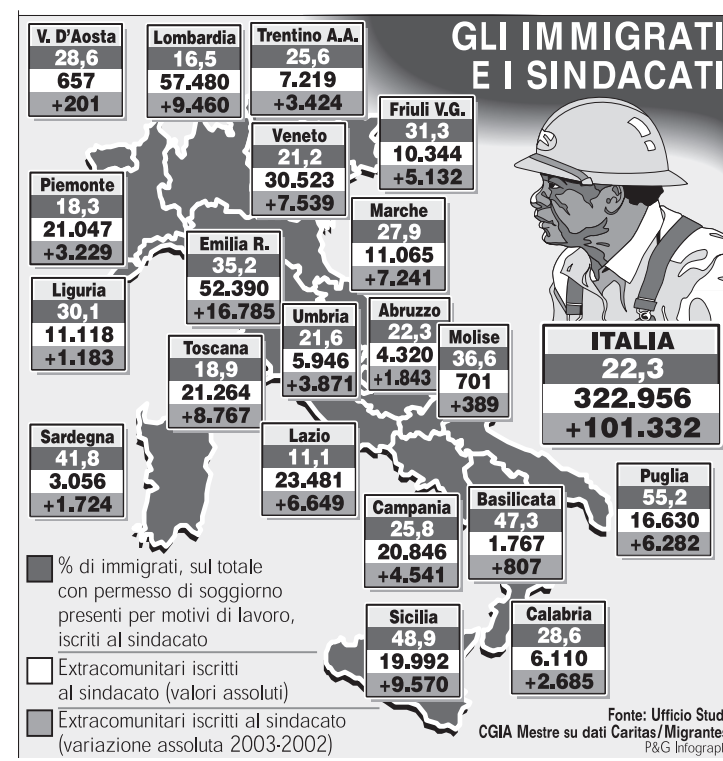 GLI IMMIGRATI
E I SINDACATI
V. D'Aosta
28,6
657
+201
Lombardia
16,5
57.480
+9.460
Trentino A.A.
25,6
7.219
+3.424
Friuli V.G.
31,3
10.344
+5.132
Veneto
21,2
30.523
+7.539
Piemonte
18,3
21.047
+3.229
Marche
27,9
11.065
+7.241
Emilia R.
35,2
52.390
+16.785
Liguria
30,1
11.118
+1.183
Umbria
21,6
5.946
+3.871
Abruzzo
22,3
4.320
+1.843
Molise
36,6
701
+389
Toscana
18,9
21.264
+8.767
ITALIA
22,3
322.956
+101.332
Sardegna
41,8
3.056
+1.724
Lazio
11,1
23.481
+6.649
Puglia
55,2
16.630
+6.282
Campania
25,8
20.846
+4.541
Basilicata
47,3
1.767
+807
Sicilia
48,9
19.992
+9.570
Calabria
28,6
6.110
+2.685
% di immigrati, sul totale
con permesso di soggiorno
presenti per motivi di lavoro,
iscriti al sindacato
Extracomunitari iscritti
al sindacato (valori assoluti)
Extracomunitari iscritti al sindacato
(variazione assoluta 2003-2002)
Fonte: Ufficio Stud
CGIA Mestre su dati Caritas/Migrantes
P&G Infograph